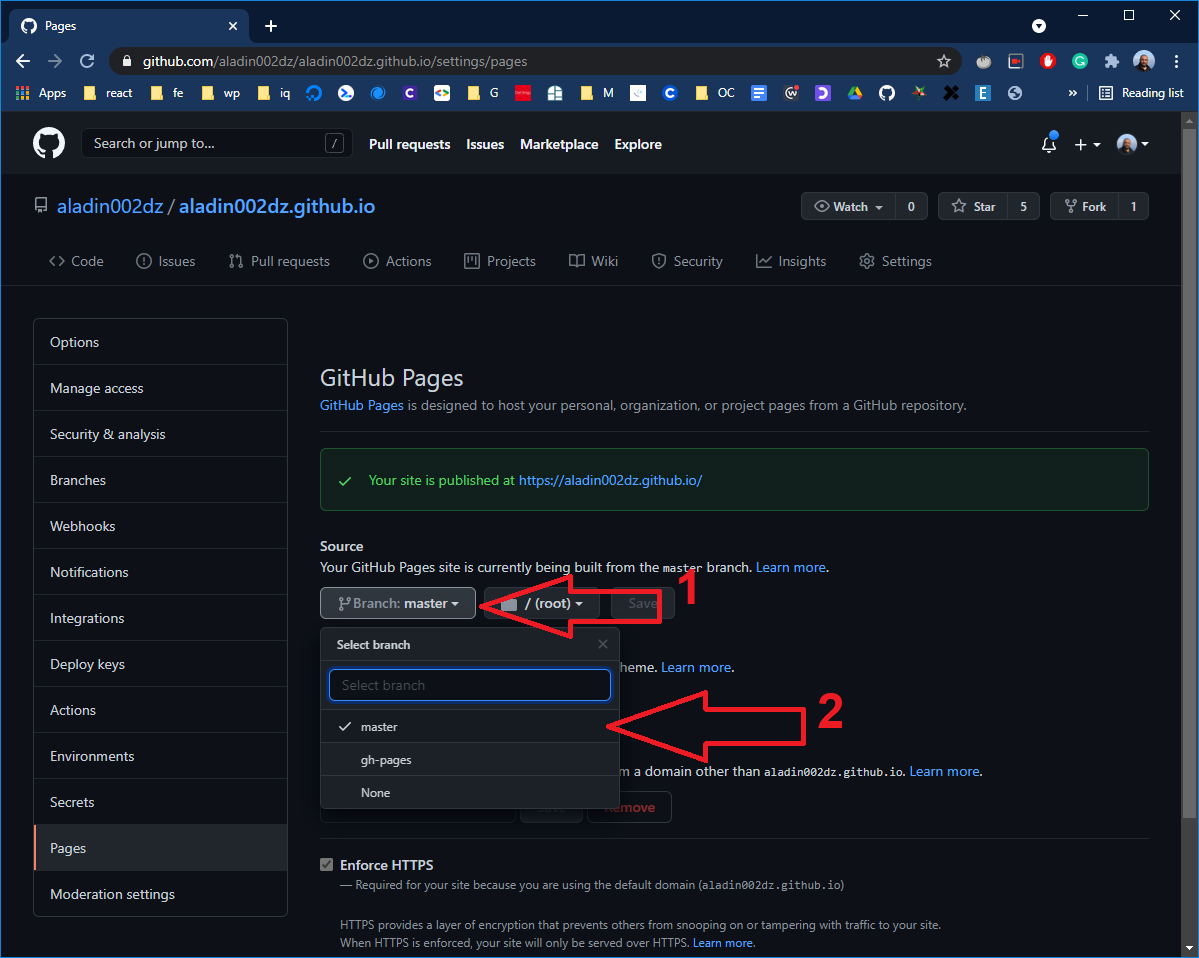 Pages
github.com/aladin002dz/aladin002dz.github.io/settings/pages
Apps react fe wp iq G M OC Reading list
Search or jump to... / Pull requests Issues Marketplace Explore
aladin002dz / aladin002dz.github.io
Watch 0 Star 5 Fork 1
Code Issues Pull requests Actions Projects Wiki Security Insights Settings
Options
Manage access
Security & analysis
Branches
Webhooks
Notifications
Integrations
Deploy keys
Actions
Environments
Secrets
Pages
Moderation settings
GitHub Pages
GitHub Pages is designed to host your personal, organization, or project pages from a GitHub repository.
Your site is published at https://aladin002dz.github.io/
Source
Your GitHub Pages site is currently being built from the master branch. Learn more.
1
Branch: master / (root) Save
Select branch
heme. Learn more.
Select branch
2
master
gh-pages
m a domain other than aladin002dz.github.io. Learn more.
None
Remove
Enforce HTTPS
— Required for your site because you are using the default domain (aladin002dz.github.io)
HTTPS provides a layer of encryption that prevents others from snooping on or tampering with traffic to your site.
When HTTPS is enforced, your site will only be served over HTTPS. Learn more.